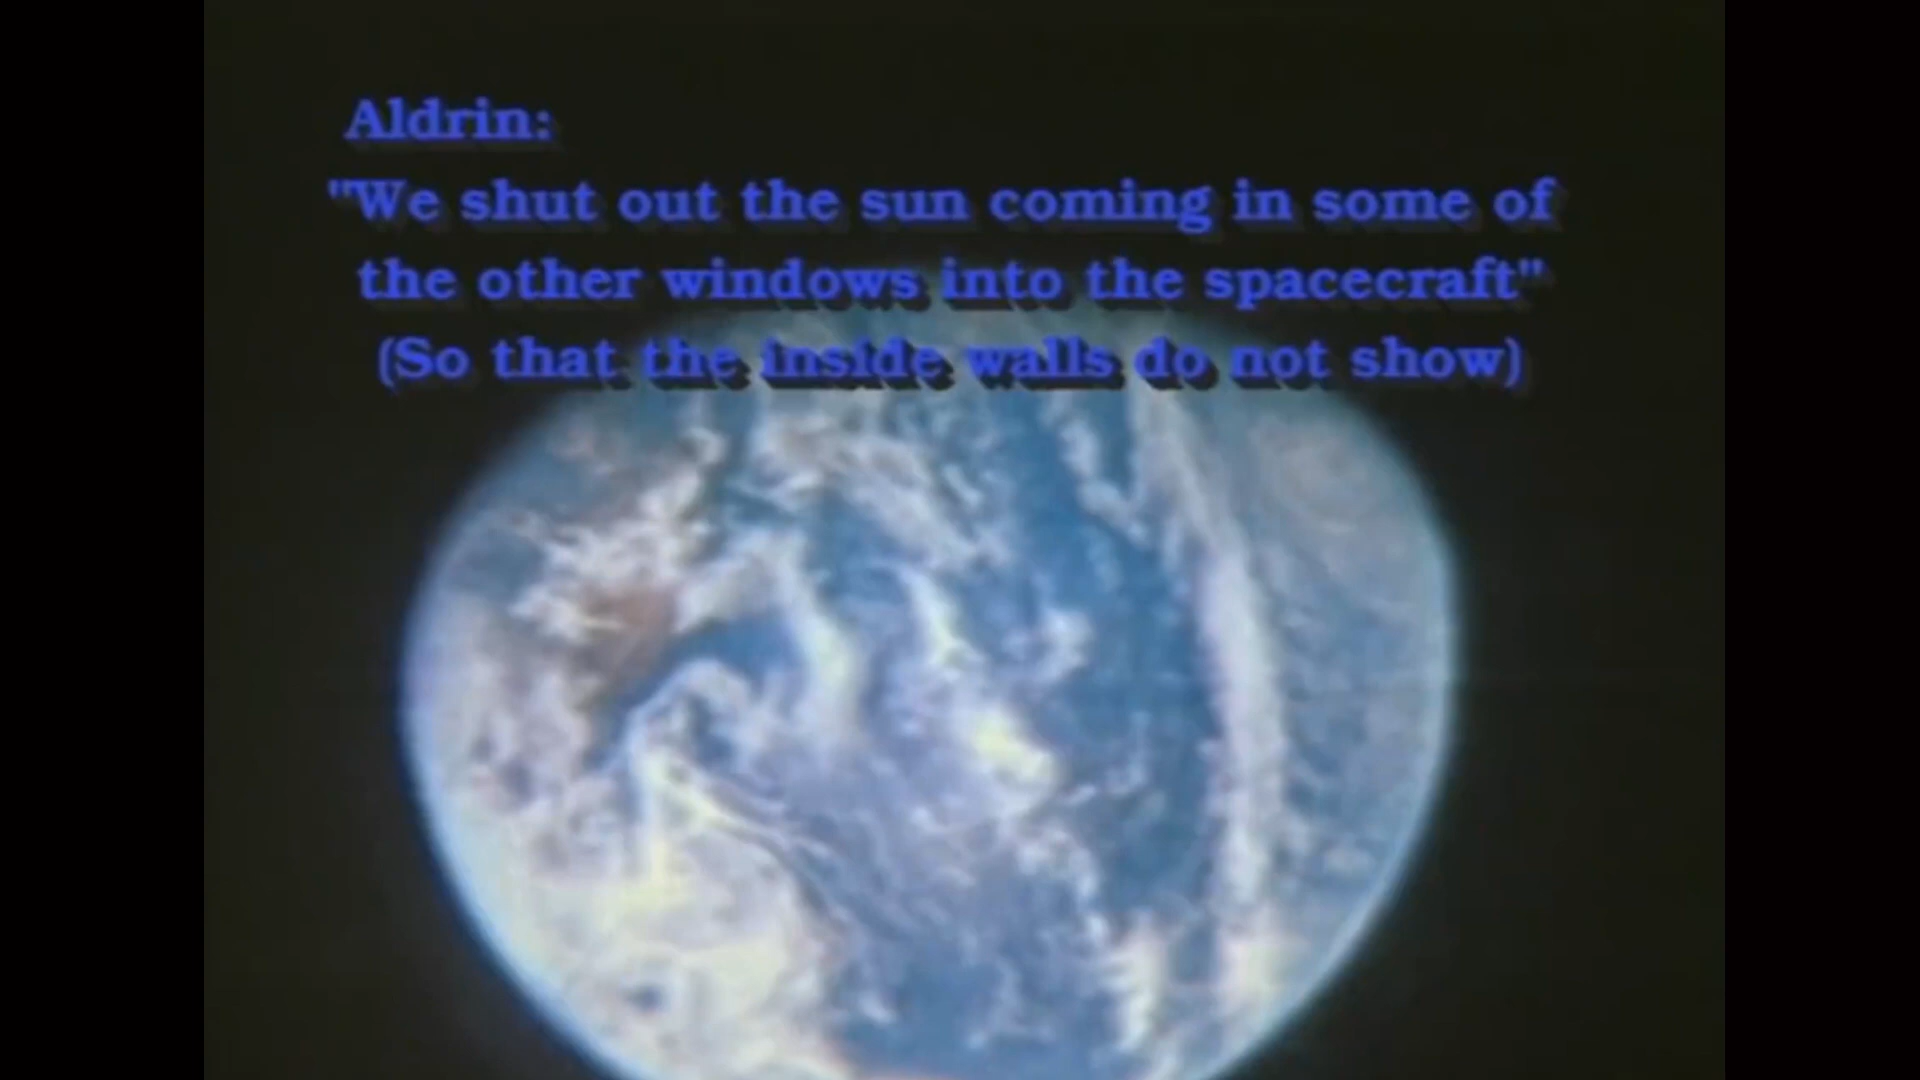 Aldrin:
"We shut out the sun coming in some of
the other windows into the spacecraft"
(So that the inside walls do not show)